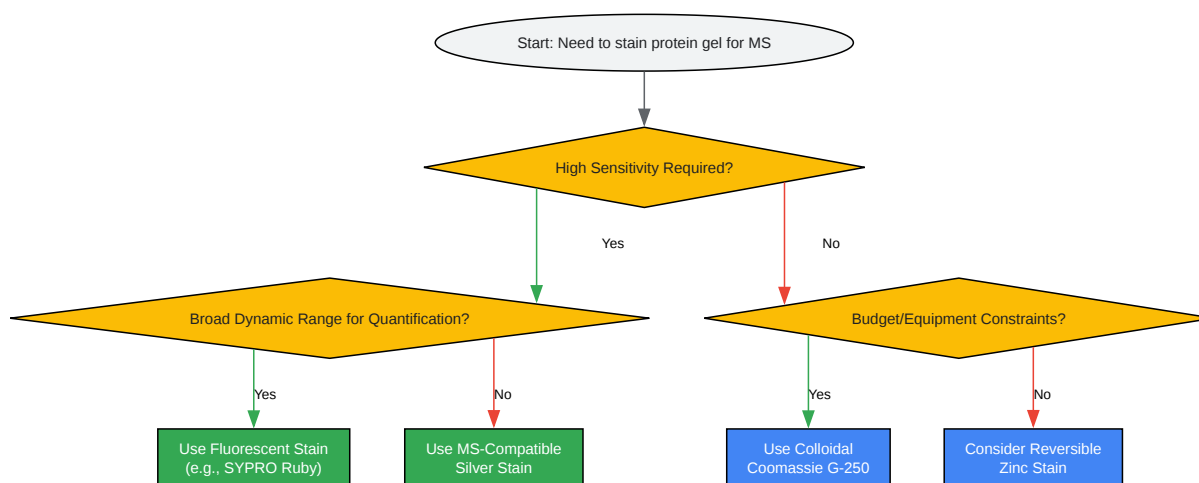 Start: Need to stain protein gel for MS
High Sensitivity Required?
Yes
No
Broad Dynamic Range for Quantification?
Budget/Equipment Constraints?
Yes
No
Yes
No
Use Fluorescent Stain
(e.g., SYPRO Ruby)
Use MS-Compatible
Silver Stain
Use Colloidal
Coomassie G-250
Consider Reversible
Zinc Stain